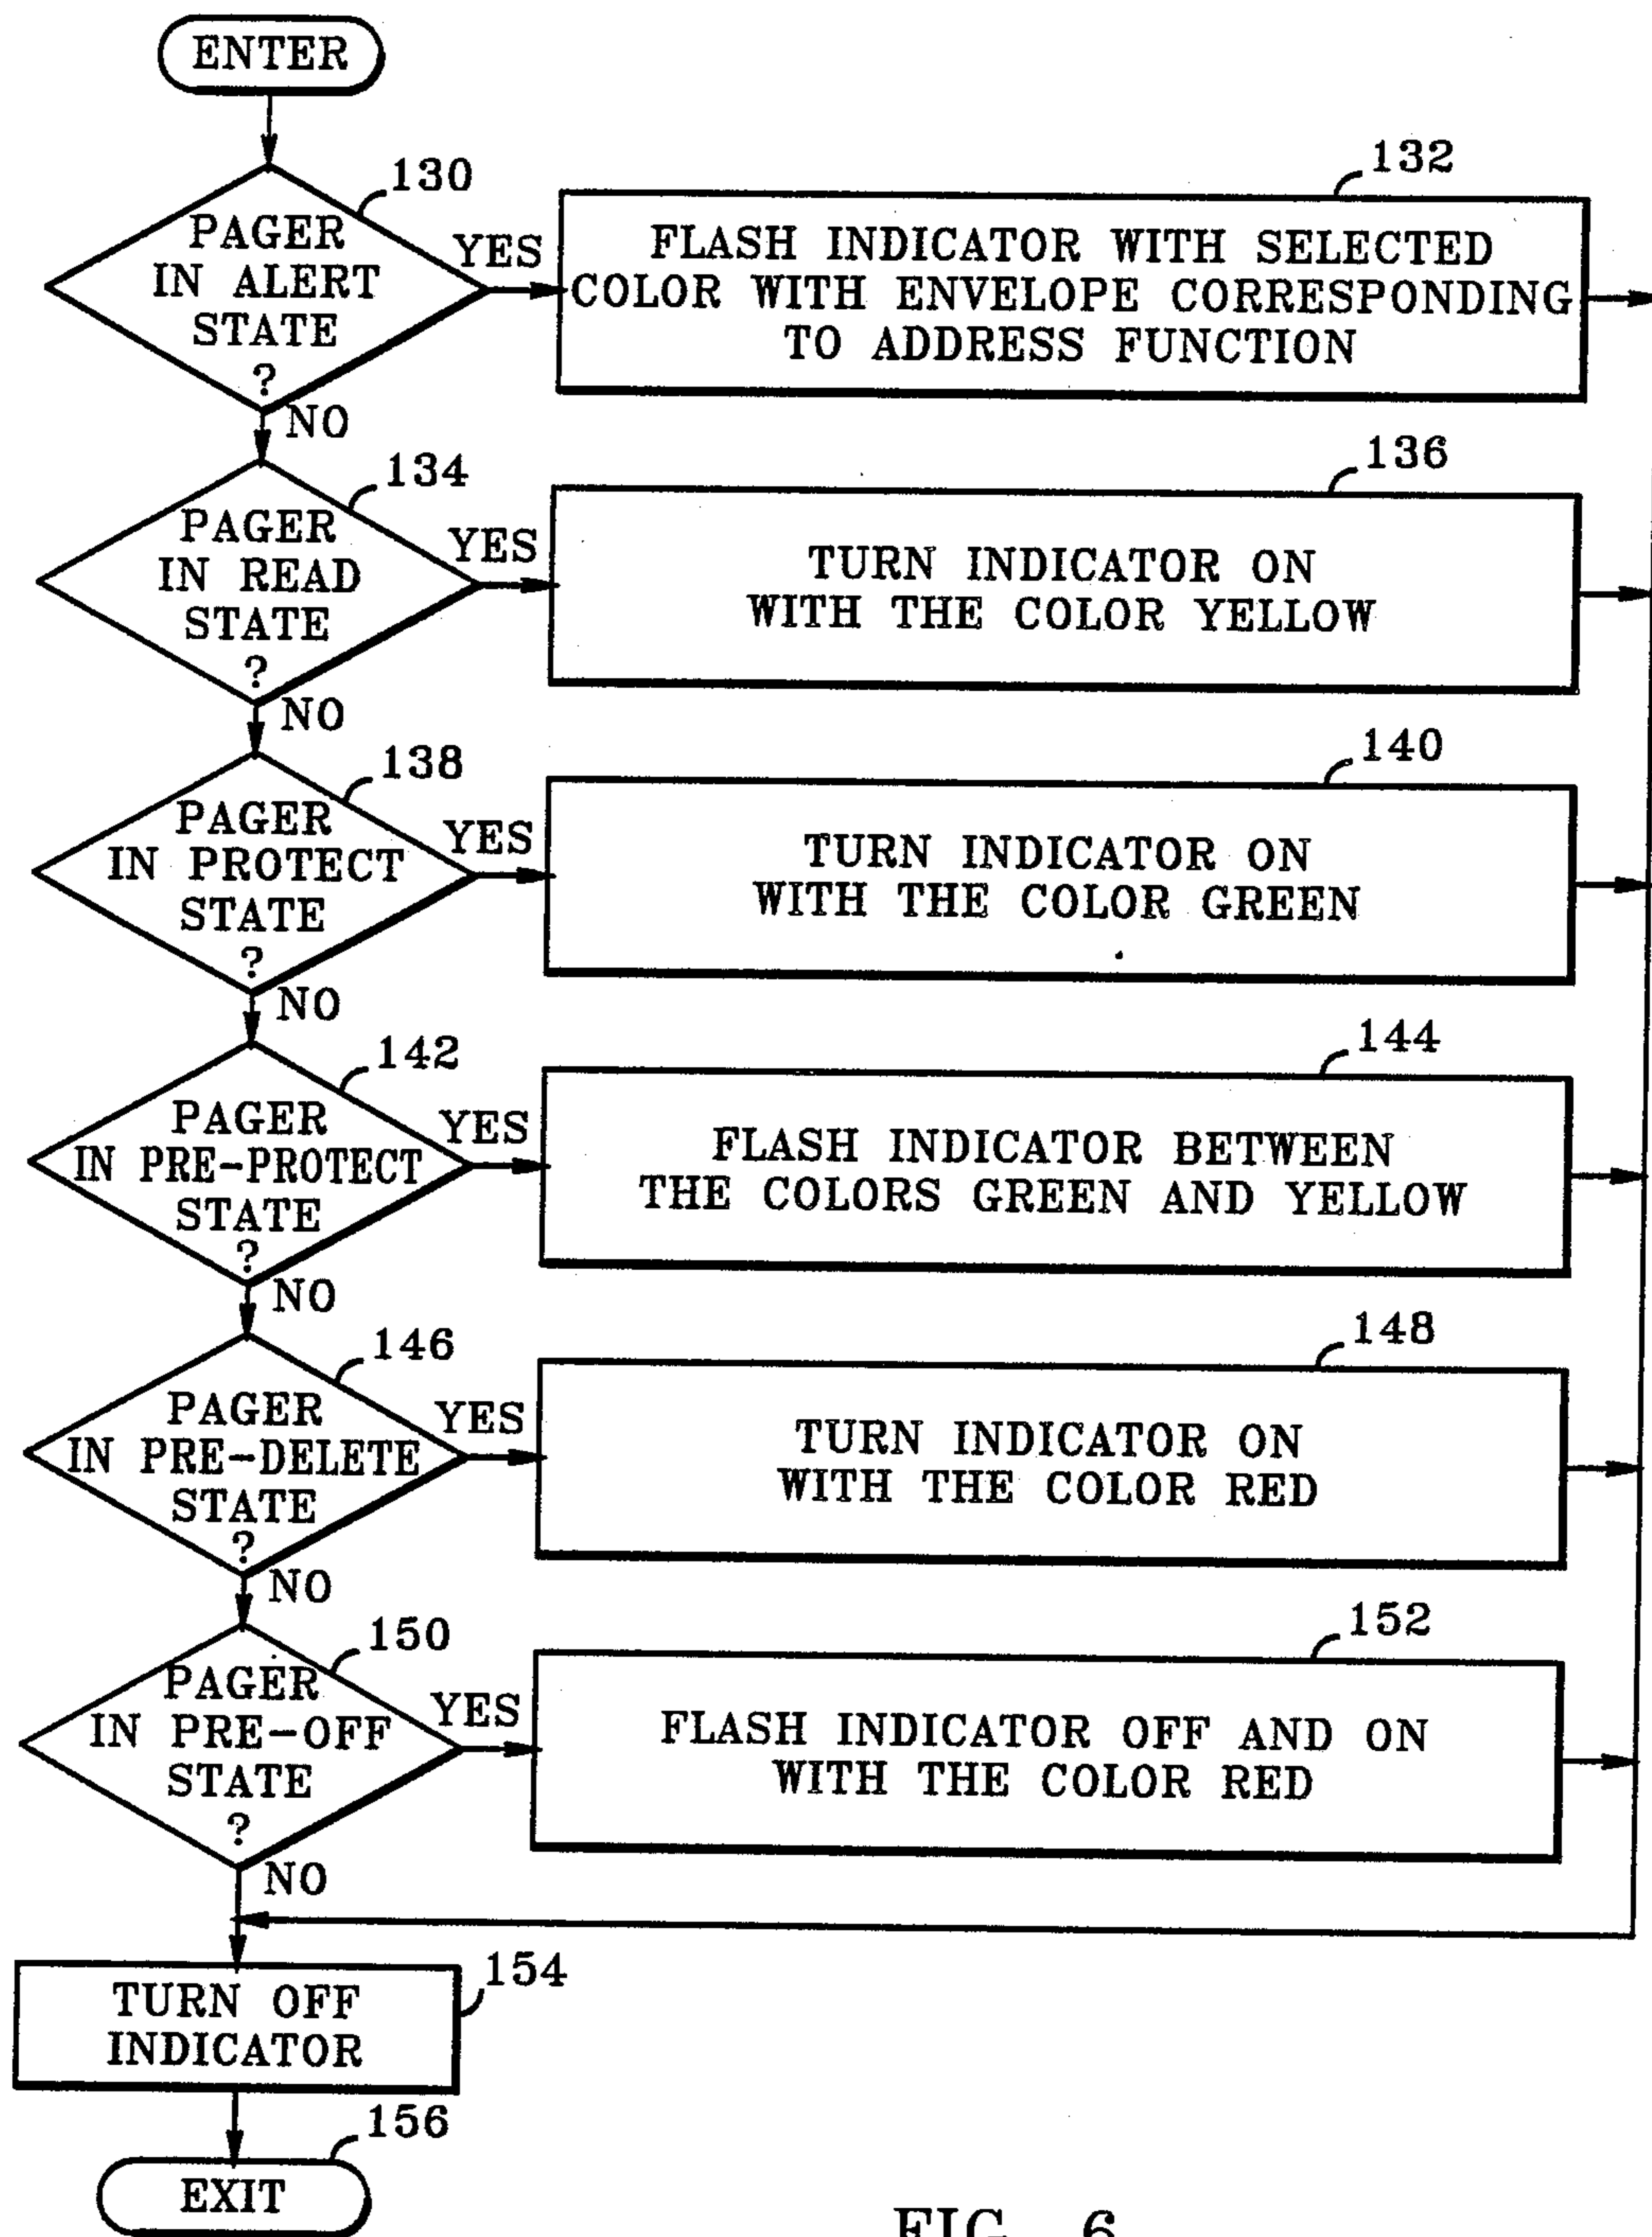 ENTER
130
PAGER
IN ALERT
STATE
?
YES
NO
132
FLASH INDICATOR WITH SELECTED
COLOR WITH ENVELOPE CORRESPONDING
TO ADDRESS FUNCTION
134
PAGER
IN READ
STATE
?
YES
NO
136
TURN INDICATOR ON
WITH THE COLOR YELLOW
138
PAGER
IN PROTECT
STATE
?
YES
NO
140
TURN INDICATOR ON
WITH THE COLOR GREEN
142
PAGER
IN PRE-PROTECT
STATE
?
YES
NO
144
FLASH INDICATOR BETWEEN
THE COLORS GREEN AND YELLOW
146
PAGER
IN PRE-DELETE
STATE
?
YES
NO
148
TURN INDICATOR ON
WITH THE COLOR RED
150
PAGER
IN PRE-OFF
STATE
?
YES
NO
152
FLASH INDICATOR OFF AND ON
WITH THE COLOR RED
154
TURN OFF
INDICATOR
156
EXIT
FIG. 6